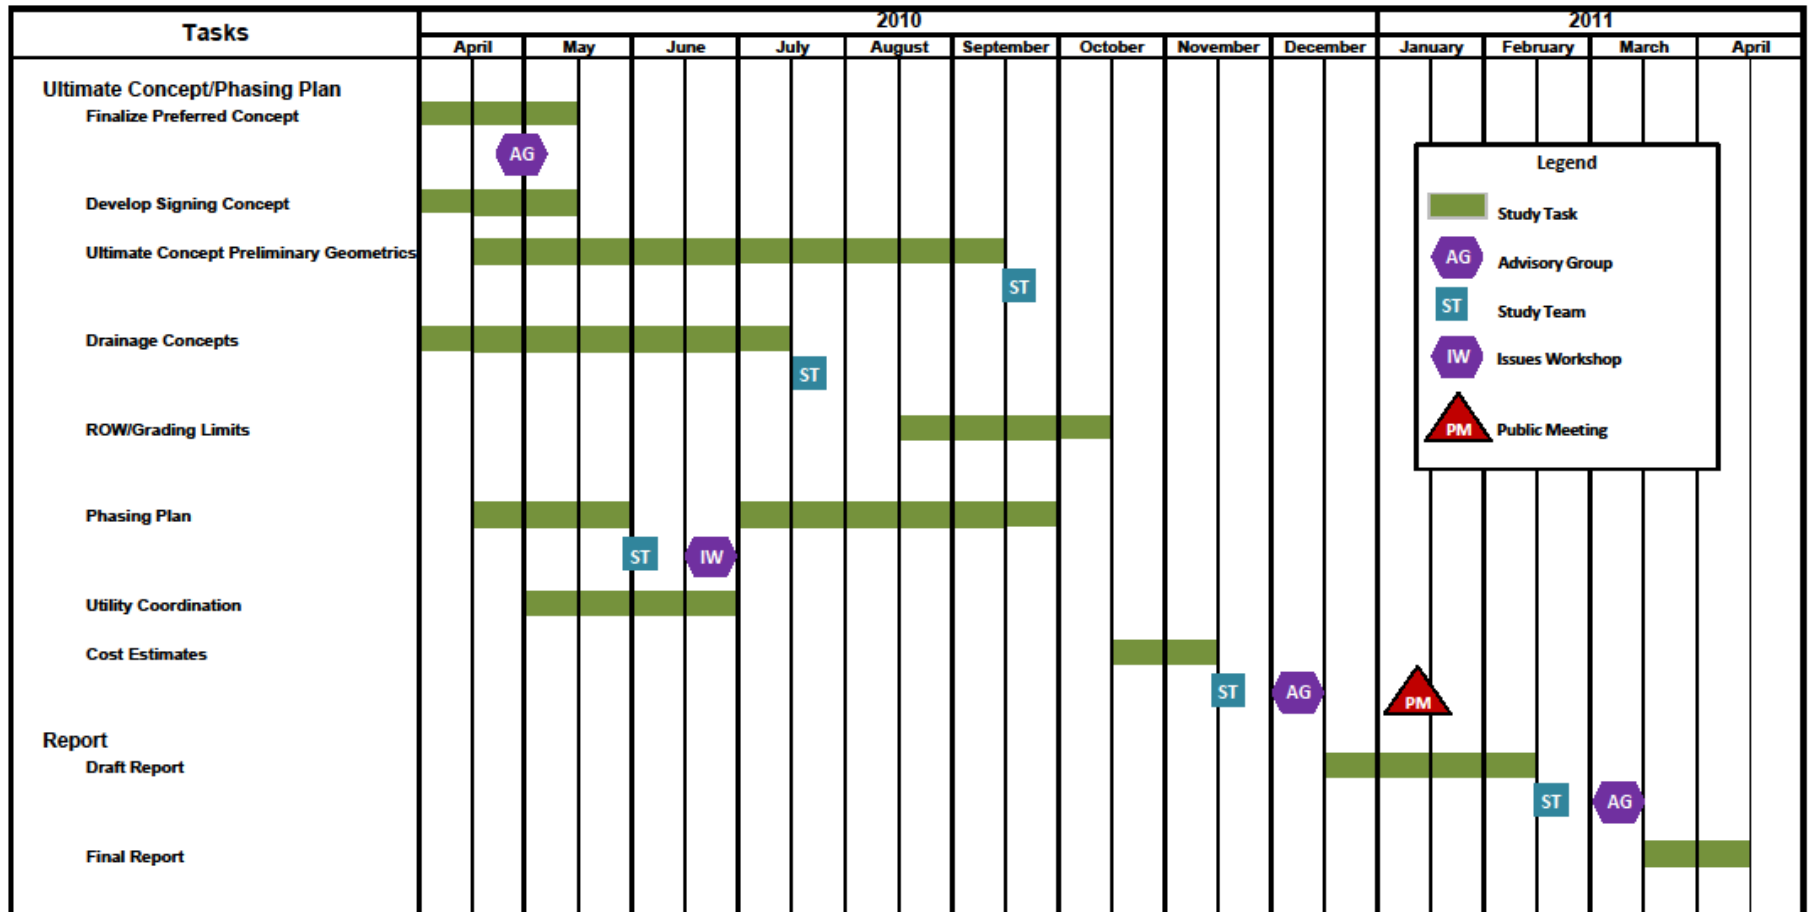 Tasks
2010
2011
April May June July August September October November December January February March April
Ultimate Concept/Phasing Plan
Finalize Preferred Concept
AG
Legend
Develop Signing Concept
Study Task
Ultimate Concept Preliminary Geometrics
AG Advisory Group
ST
ST Study Team
Drainage Concepts
IW Issues Workshop
ST
ROW/Grading Limits
PM Public Meeting
Phasing Plan
ST IW
Utility Coordination
Cost Estimates
ST AG PM
Report
Draft Report
ST AG
Final Report